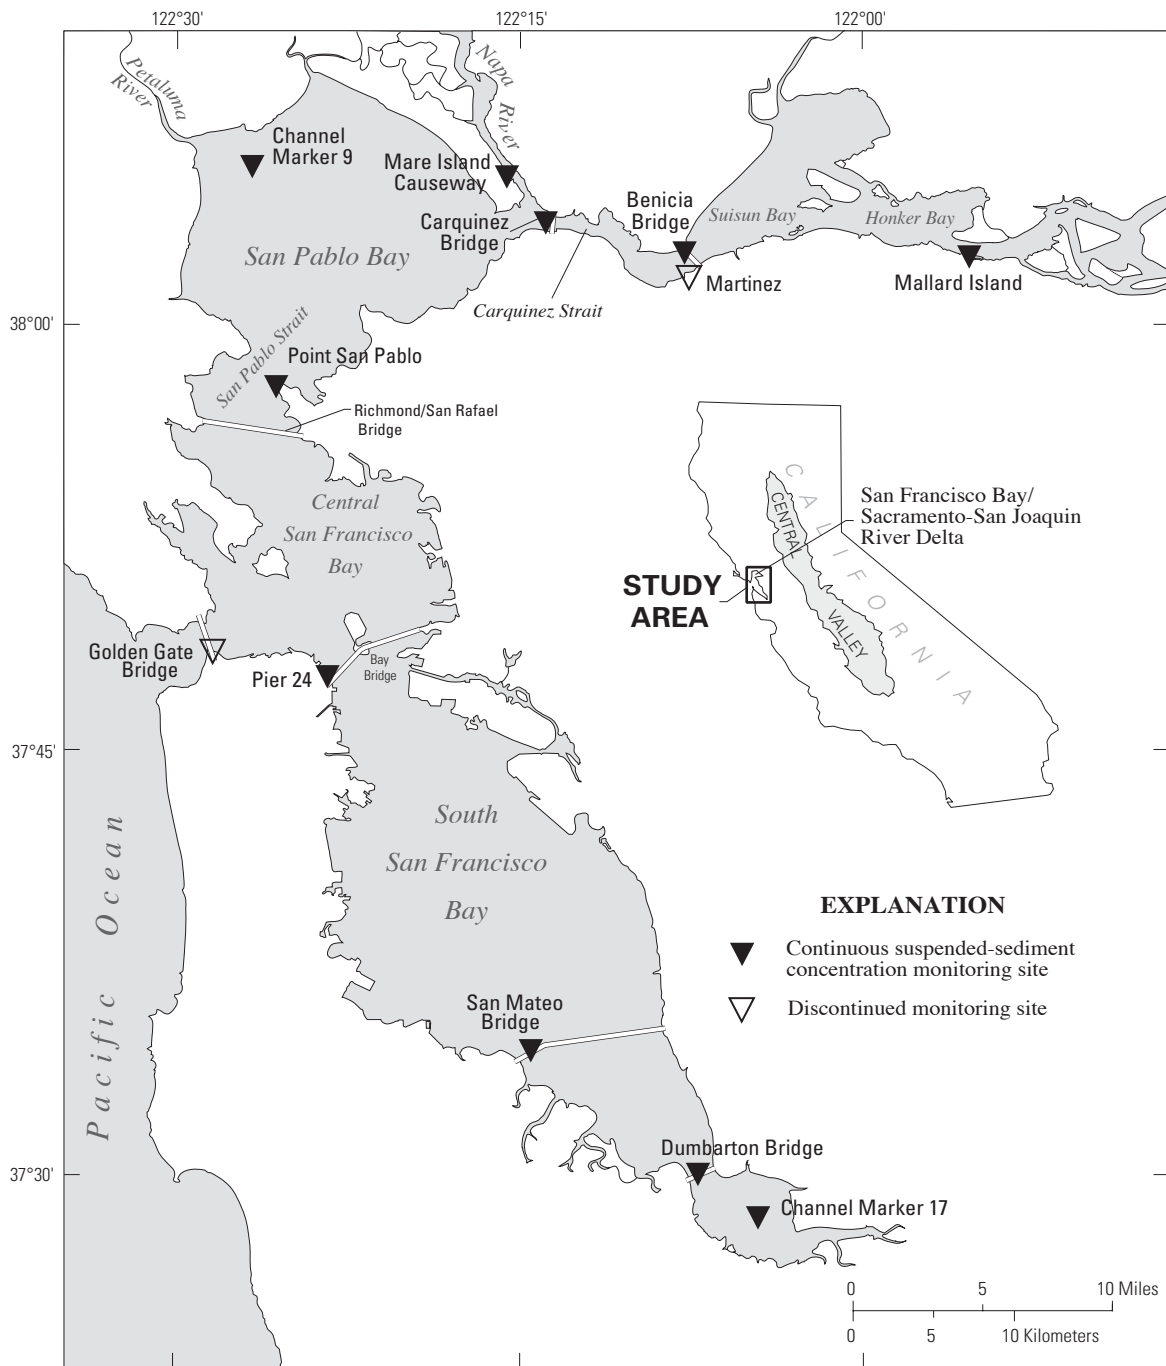 122°30'
122°15'
122°00'
Petaluma
River
Napa
River
Channel
Marker 9
Mare Island
Causeway
Carquinez
Bridge
Benicia
Bridge
Suisun Bay
Honker Bay
San Pablo Bay
Martinez
Mallard Island
Carquinez Strait
38°00'
San Pablo Strait
Point San Pablo
Richmond/San Rafael
Bridge
Central
San Francisco
Bay
CALIFORNIA
CENTRAL
VALLEY
San Francisco Bay/
Sacramento-San Joaquin
River Delta
STUDY
AREA
Golden Gate
Bridge
Pier 24
Bay
Bridge
37°45'
South
San Francisco
Bay
Pacific Ocean
EXPLANATION
Continuous suspended-sediment
concentration monitoring site
Discontinued monitoring site
San Mateo
Bridge
37°30'
Dumbarton Bridge
Channel Marker 17
0 5 10 Miles
0 5 10 Kilometers